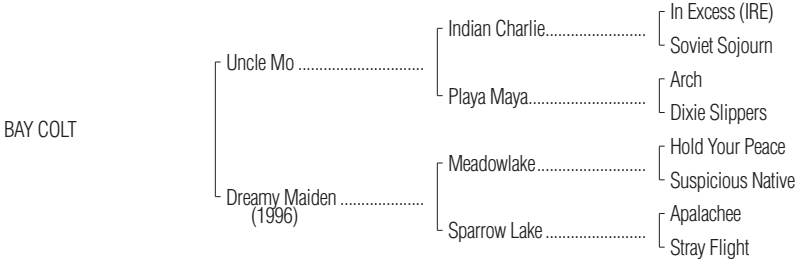 In Excess (IRE)
Indian Charlie........................
Soviet Sojourn
Uncle Mo ..............................
Arch
Playa Maya............................
Dixie Slippers
BAY COLT
Hold Your Peace
Meadowlake..........................
Suspicious Native
Dreamy Maiden ....................
(1996)
Apalachee
Sparrow Lake ........................
Stray Flight